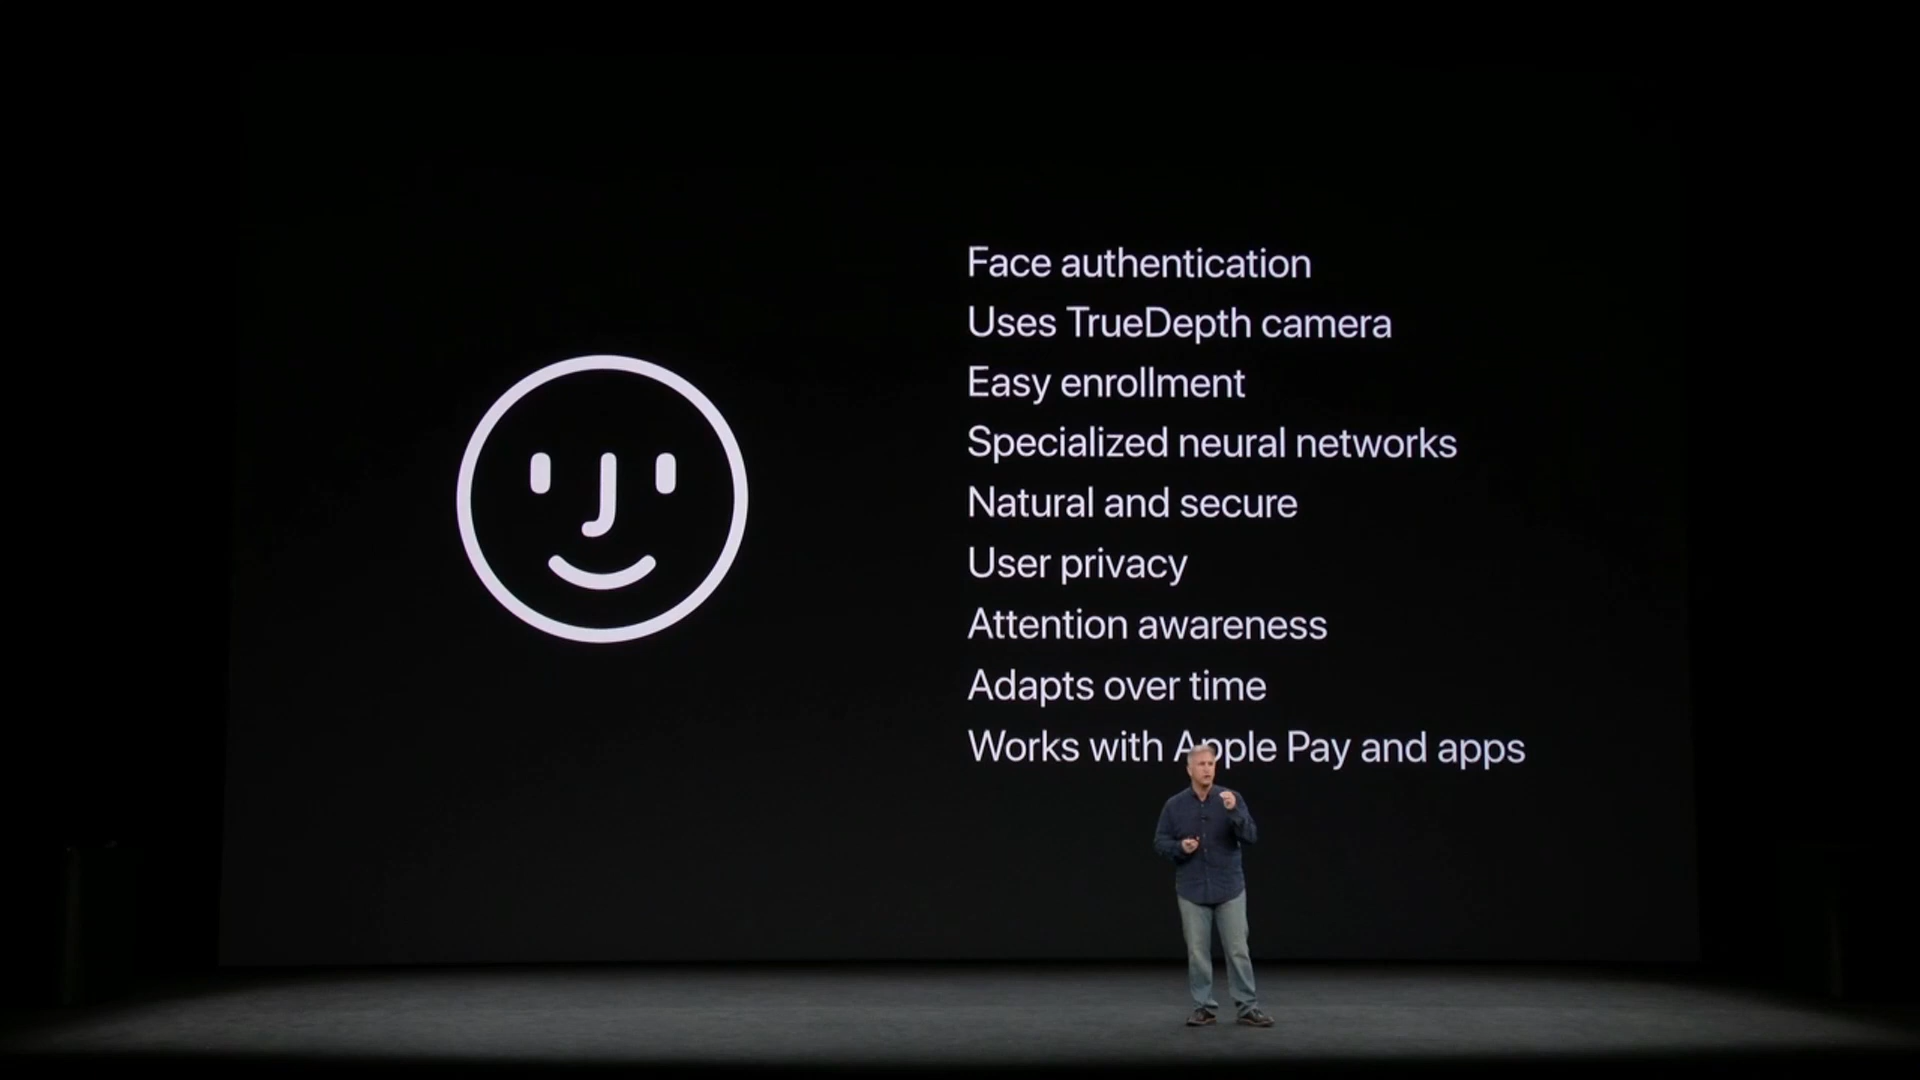 Face authentication
Uses TrueDepth camera
Easy enrollment
Specialized neural networks
Natural and secure
User privacy
Attention awareness
Adapts over time
Works with Apple Pay and apps